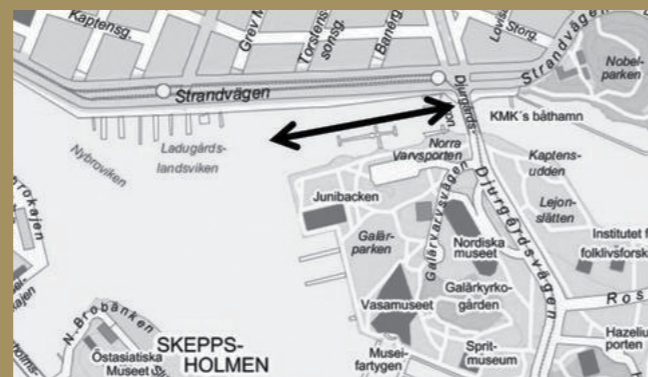 Kaptensg.
Grev M
Torstens-
sonsg.
Banérg
Lovisa
Storg.
Strandvägen
Nobel-
parken
Strandvägen
Djurgårds-
KMK´s båthamn
Nybroviken
Ladugårds-
landsviken
Norra
Varvsporten
Kaptens-
udden
Junibacken
Djurgårdsvägen
Lejon-
slätten
Galärvarvsvägen
Galär-
parken
Nordiska
museet
Institutet f
folklivsforsk
Vasamuseet
Galärkyrko-
gården
Ros
N Brobänken
SKEPPS-
HOLMEN
Östasiatiska
Museet
Musei-
fartygen
Sprit-
museum
Hazeliu
porten